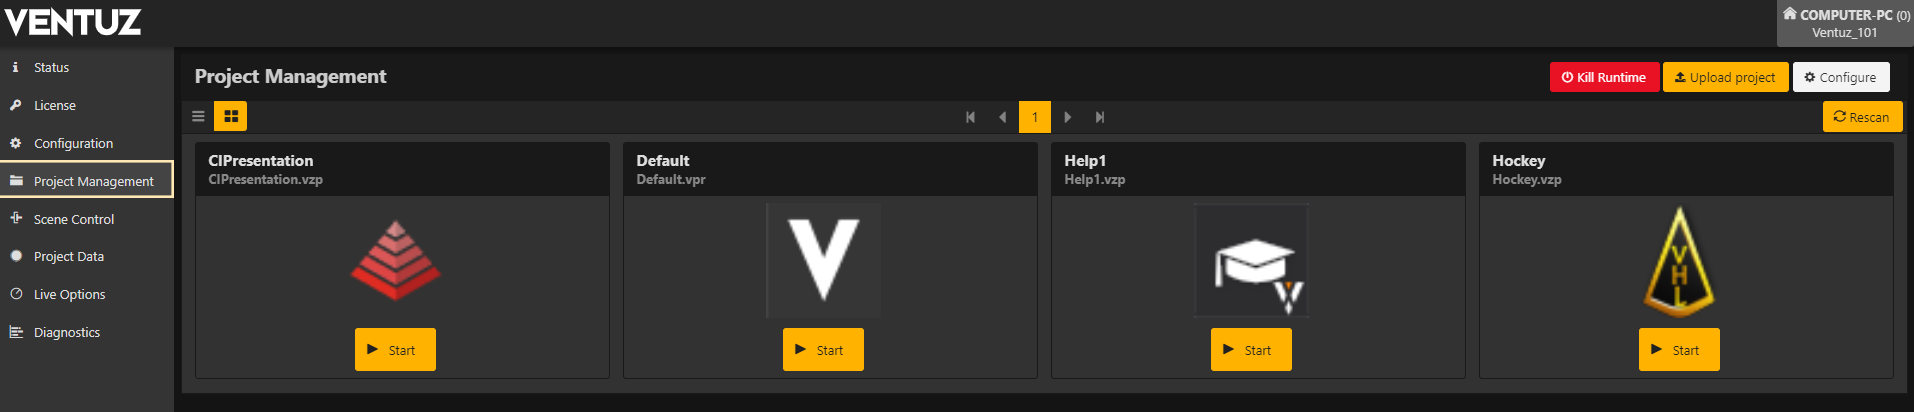 VENTUZ
COMPUTER-PC (0)
Ventuz_101
Status
License
Configuration
Project Management
Scene Control
Project Data
Live Options
Diagnostics
Project Management
Kill Runtime
Upload project
Configure
1
Rescan
CIPresentation
CIPresentation.vzp
Start
Default
Default.vpr
V
Start
Help1
Help1.vzp
Start
Hockey
Hockey.vzp
VHL
Start